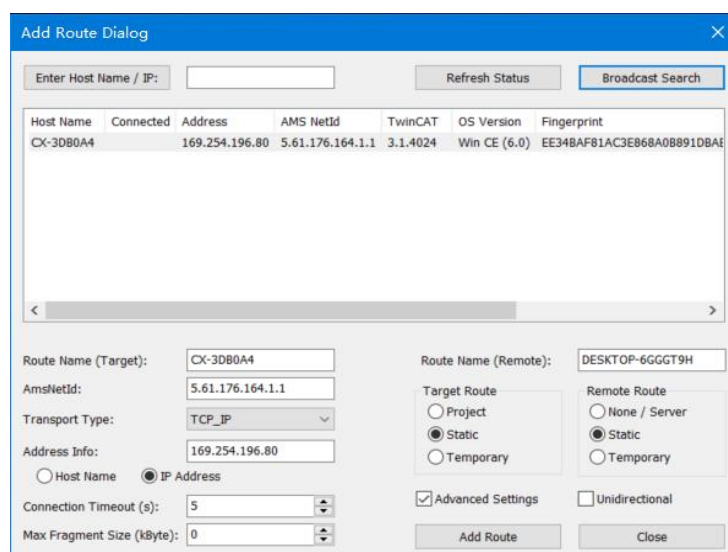 Add Route Dialog
Enter Host Name / IP: Refresh Status Broadcast Search
Host Name Connected Address AMS NetId TwinCAT OS Version Fingerprint
CX-3DB0A4 169.254.196.80 5.61.176.164.1.1 3.1.4024 Win CE (6.0) EE34BAF81AC3E868A0B891DBAE
Route Name (Target): CX-3DB0A4 Route Name (Remote): DESKTOP-6GGGT9H
AmsNetId: 5.61.176.164.1.1 Target Route Remote Route
Transport Type: TCP_IP Project None / Server
Address Info: 169.254.196.80 Static Static
Host Name IP Address Temporary Temporary
Connection Timeout (s): 5 Advanced Settings Unidirectional
Max Fragment Size (kByte): 0 Add Route Close